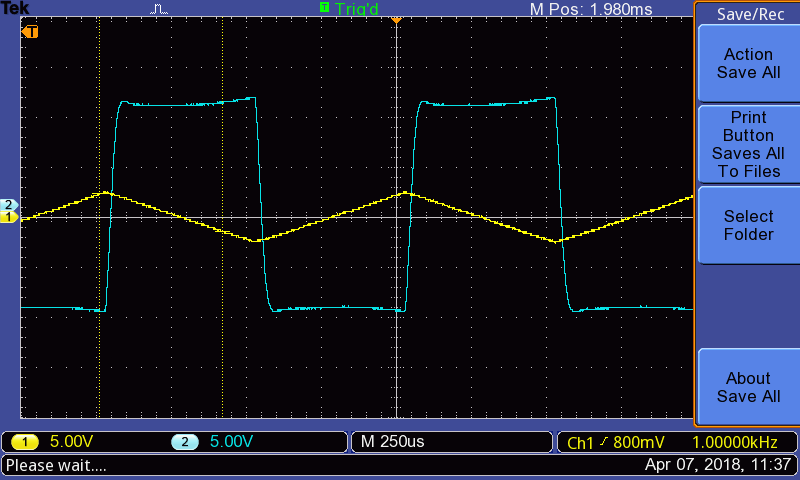 Tek
T Trig'd
M Pos: 1.980ms
Save/Rec
T
Action
Save All
Print
Button
Saves All
To Files
2
1
Select
Folder
About
Save All
1 5.00V
2 5.00V
M 250us
Ch1 800mV
1.00000kHz
Please wait....
Apr 07, 2018, 11:37